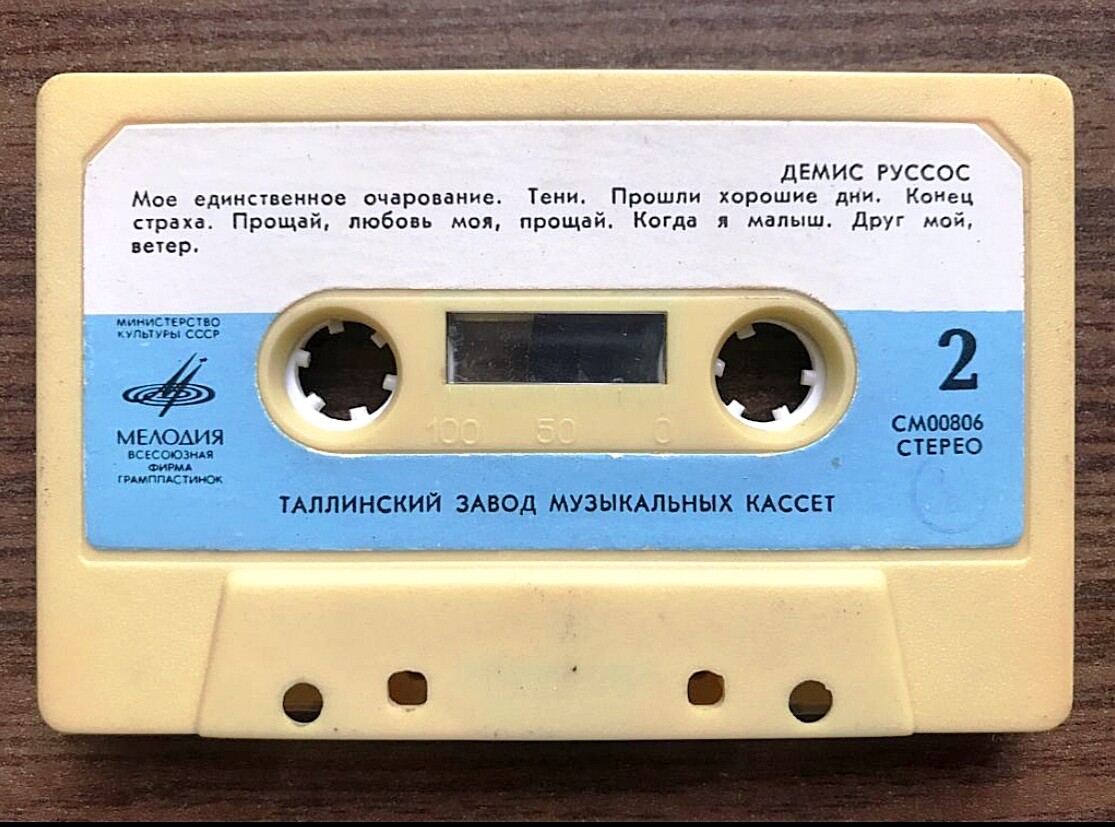 ДЕМИС РУССОС
Мое единственное очарование. Тени. Прошли хорошие дни. Конец
страха. Прощай, любовь моя, прощай. Когда я малыш. Друг мой,
ветер.
МИНИСТЕРСТВО
КУЛЬТУРЫ СССР
МЕЛОДИЯ
ВСЕСОЮЗНАЯ
ФИРМА
ГРАМПЛАСТИНОК
100 50 0
2
СМ00806
СТЕРЕО
ТАЛЛИНСКИЙ ЗАВОД МУЗЫКАЛЬНЫХ КАССЕТ